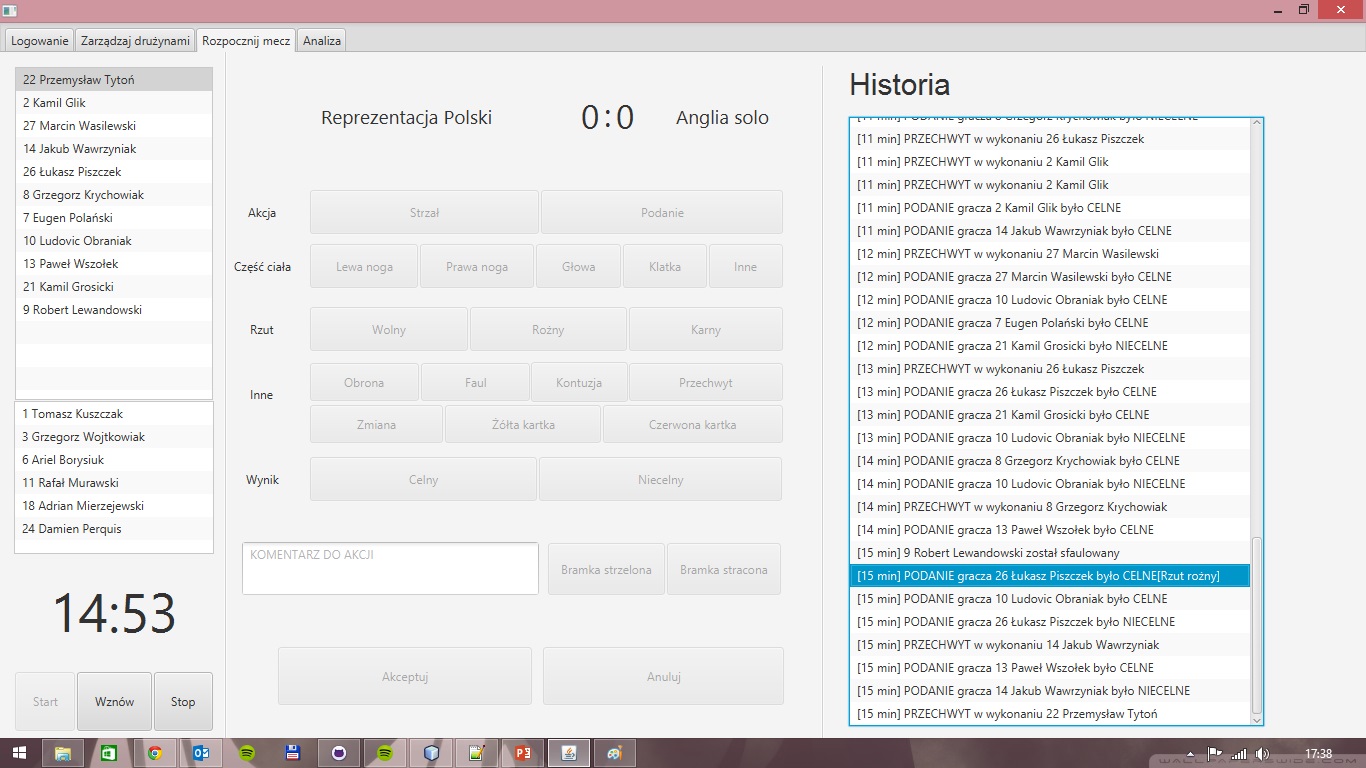 Logowanie
Zarządzaj drużynami
Rozpocznij mecz
Analiza
22 Przemysław Tytoń
2 Kamil Glik
27 Marcin Wasilewski
14 Jakub Wawrzyniak
26 Łukasz Piszczek
8 Grzegorz Krychowiak
7 Eugen Polański
10 Ludovic Obraniak
13 Paweł Wszołek
21 Kamil Grosicki
9 Robert Lewandowski
1 Tomasz Kuszczak
3 Grzegorz Wojtkowiak
6 Ariel Borysiuk
11 Rafał Murawski
18 Adrian Mierzejewski
24 Damien Perquis
14:53
Start
Wznów
Stop
Reprezentacja Polski
0:0
Anglia solo
Akcja
Strzał
Podanie
Część ciała
Lewa noga
Prawa noga
Głowa
Klatka
Inne
Rzut
Wolny
Rożny
Karny
Inne
Obrona
Faul
Kontuzja
Przechwyt
Zmiana
Żółta kartka
Czerwona kartka
Wynik
Celny
Niecelny
KOMENTARZ DO AKCJI
Bramka strzelona
Bramka stracona
Akceptuj
Anuluj
Historia
[11 min] PODANIE gracza 8 Grzegorz Krychowiak było NIECELNE
[11 min] PRZECHWYT w wykonaniu 26 Łukasz Piszczek
[11 min] PRZECHWYT w wykonaniu 2 Kamil Glik
[11 min] PRZECHWYT w wykonaniu 2 Kamil Glik
[11 min] PODANIE gracza 2 Kamil Glik było CELNE
[11 min] PODANIE gracza 14 Jakub Wawrzyniak było CELNE
[12 min] PRZECHWYT w wykonaniu 27 Marcin Wasilewski
[12 min] PODANIE gracza 27 Marcin Wasilewski było CELNE
[12 min] PODANIE gracza 10 Ludovic Obraniak było CELNE
[12 min] PODANIE gracza 7 Eugen Polański było CELNE
[12 min] PODANIE gracza 21 Kamil Grosicki było NIECELNE
[13 min] PRZECHWYT w wykonaniu 26 Łukasz Piszczek
[13 min] PODANIE gracza 26 Łukasz Piszczek było CELNE
[13 min] PODANIE gracza 21 Kamil Grosicki było CELNE
[13 min] PODANIE gracza 10 Ludovic Obraniak było NIECELNE
[14 min] PODANIE gracza 8 Grzegorz Krychowiak było CELNE
[14 min] PODANIE gracza 10 Ludovic Obraniak było NIECELNE
[14 min] PRZECHWYT w wykonaniu 8 Grzegorz Krychowiak
[14 min] PODANIE gracza 13 Paweł Wszołek było CELNE
[15 min] 9 Robert Lewandowski został sfaulowany
[15 min] PODANIE gracza 26 Łukasz Piszczek było CELNE[Rzut rożny]
[15 min] PODANIE gracza 10 Ludovic Obraniak było CELNE
[15 min] PODANIE gracza 26 Łukasz Piszczek było NIECELNE
[15 min] PRZECHWYT w wykonaniu 14 Jakub Wawrzyniak
[15 min] PODANIE gracza 13 Paweł Wszołek było CELNE
[15 min] PODANIE gracza 14 Jakub Wawrzyniak było NIECELNE
[15 min] PRZECHWYT w wykonaniu 22 Przemysław Tytoń
17:38